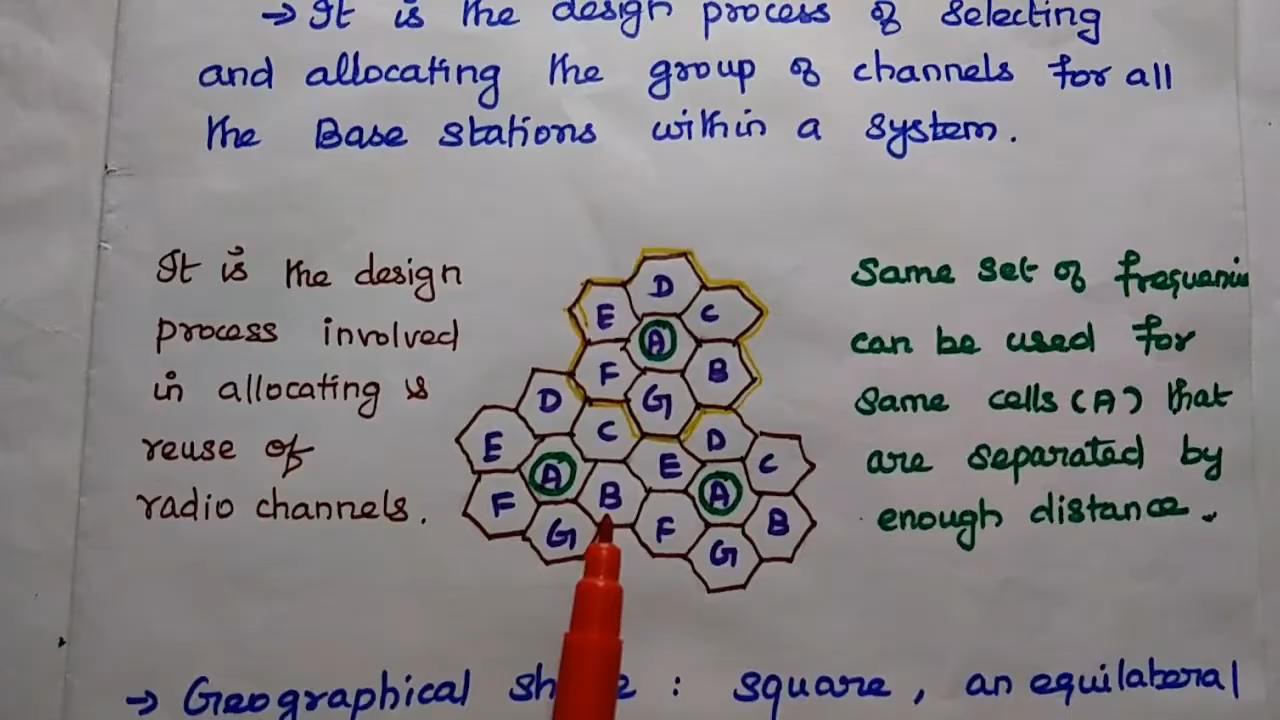 → It is the design process of selecting
and allocating the group of channels for all
the Base stations within a system.
It is the design
process involved
in allocating is
reuse of
radio channels.
D
E C
A
F B
G
D
C
E
A
B
F
G
D
E C
A
F B
G
Same set of
can be used for
same cells (A) that
are separated by
enough distance.
→ Geographical : square, an equilateral